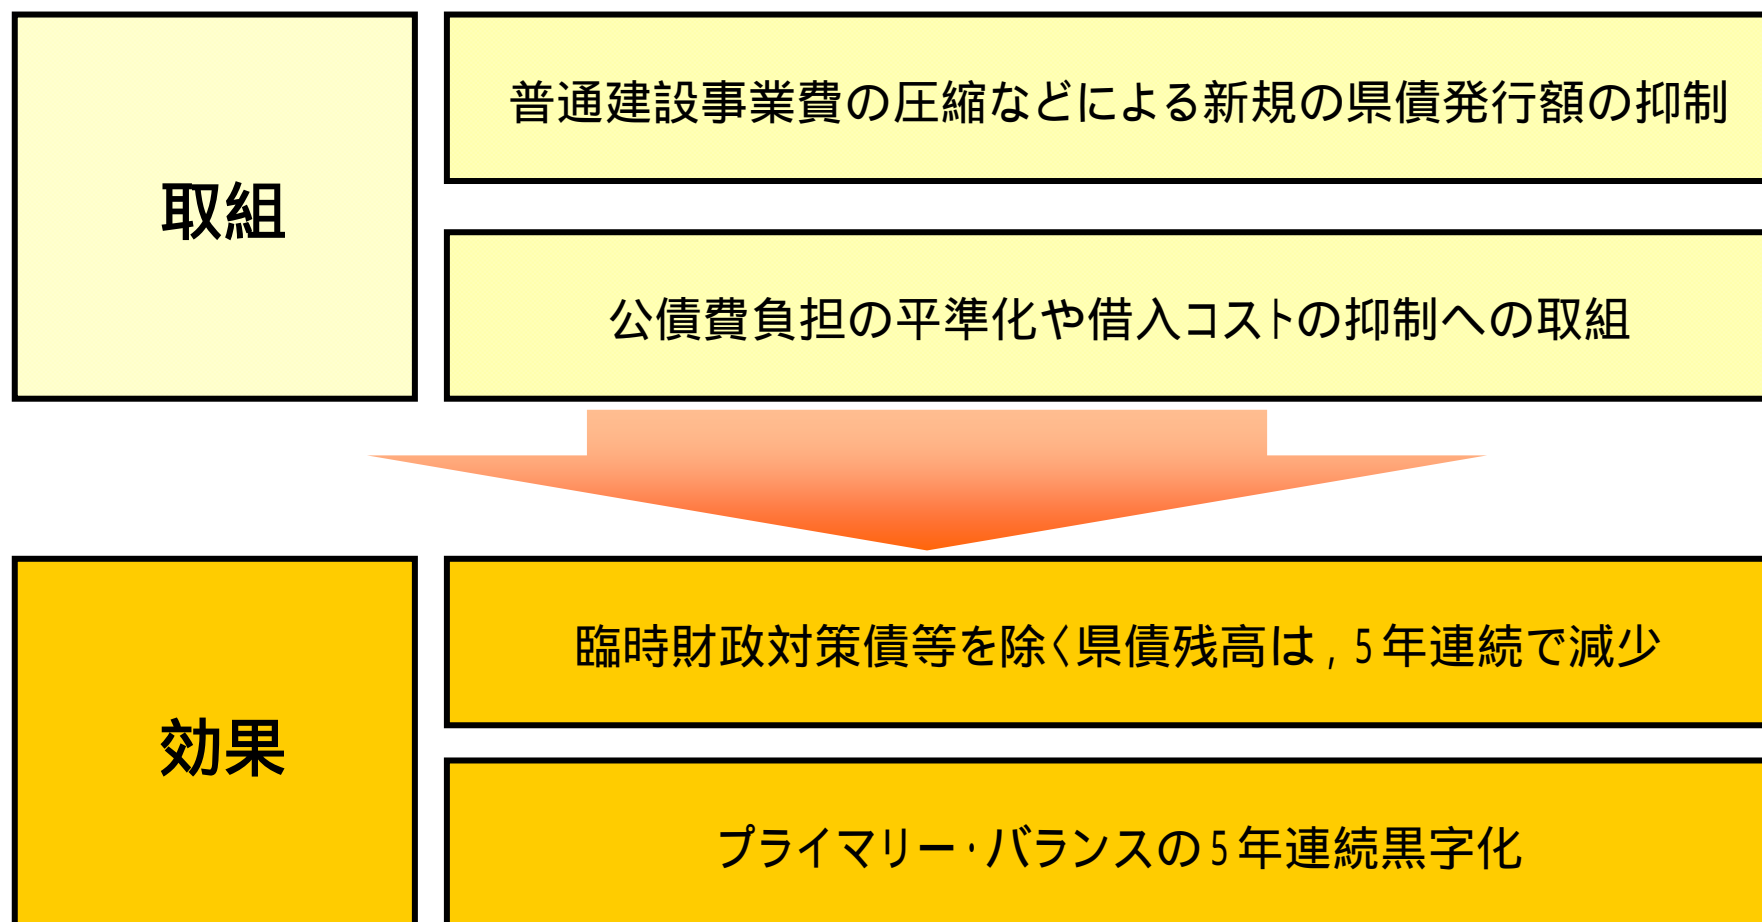 取組
普通建設事業費の圧縮などによる新規の県債発行額の抑制
公債費負担の平準化や借入コストの抑制への取組
効果
臨時財政対策債等を除く県債残高は，5年連続で減少
プライマリー・バランスの5年連続黒字化